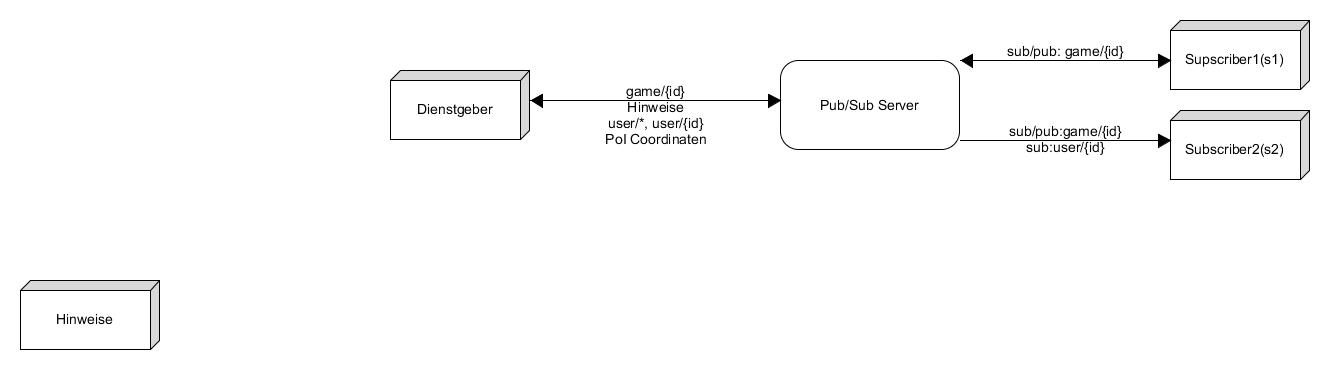 Dienstgeber
game/{id}
Hinweise
user/*, user/{id}
PoI Coordinaten
Pub/Sub Server
sub/pub: game/{id}
Supscriber1(s1)
sub/pub:game/{id}
sub:user/{id}
Subscriber2(s2)
Hinweise